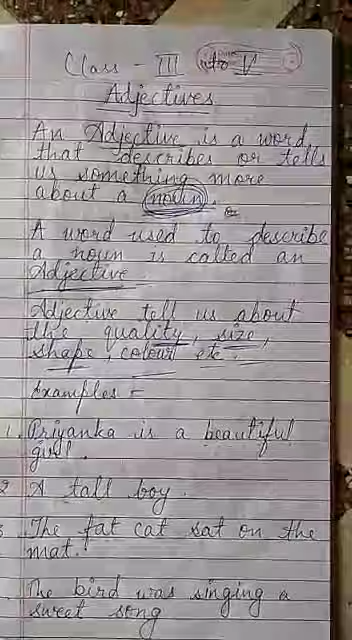 Class - III to V
Adjectives
An Adjective is a word
that describes or tells
us something more
about a noun.
or
A word used to describe
a noun is called an
Adjective.
Adjective tell us about
the quality, size,
shape, colour etc.
Examples -
1. Priyanka is a beautiful
girl.
2 A tall boy.
3 The fat cat sat on the
mat.
The bird was singing a
sweet song